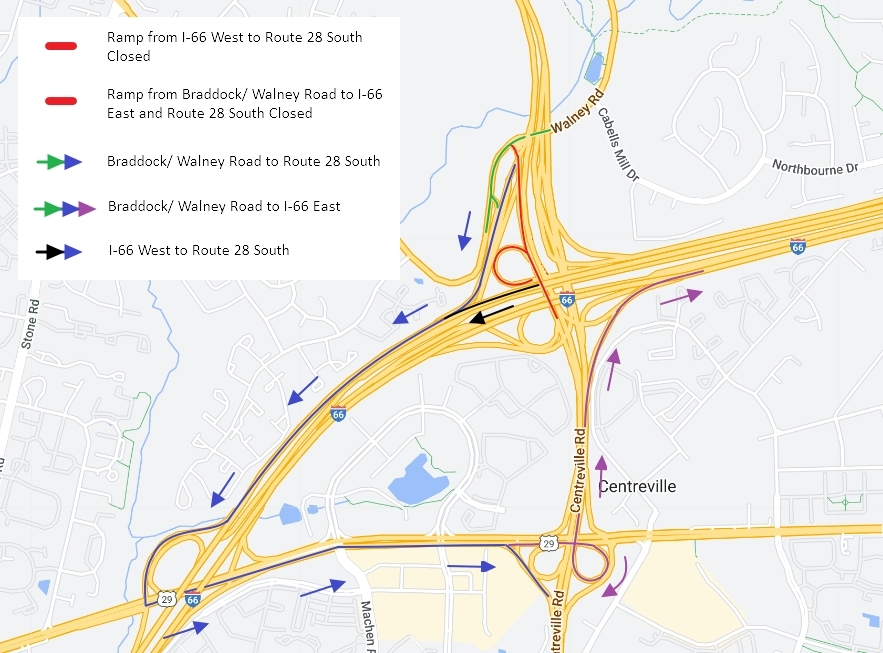 Ramp from I-66 West to Route 28 South
Closed
Ramp from Braddock/ Walney Road to I-66
East and Route 28 South Closed
Braddock/ Walney Road to Route 28 South
Braddock/ Walney Road to I-66 East
I-66 West to Route 28 South
Walney Rd
Cabells Mill Dr
Northbourne Dr
66
66
Stone Rd
66
Centreville Rd
Centreville
29
29
66
Machen R
ntreville Rd